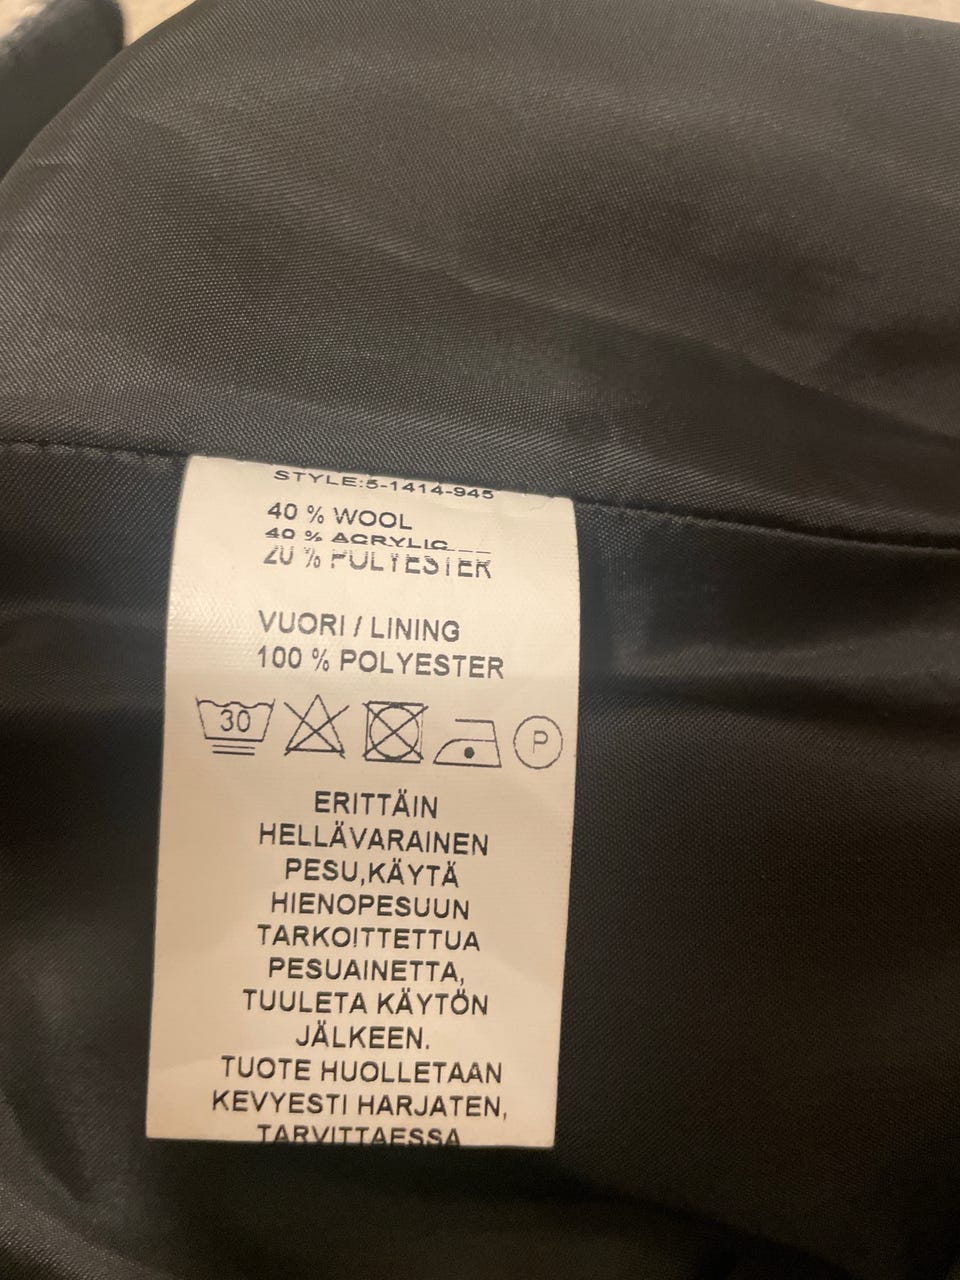 STYLE:5-1414-945
40 % WOOL
40 % ACRYLIC
20 % POLYESTER
VUORI / LINING
100 % POLYESTER
30 P
ERITTÄIN
HELLÄVARAINEN
PESU,KÄYTÄ
HIENOPESUUN
TARKOITTETTUA
PESUAINETTA,
TUULETA KÄYTÖN
JÄLKEEN.
TUOTE HUOLLETAAN
KEVYESTI HARJATEN,
TARVITTAESSA